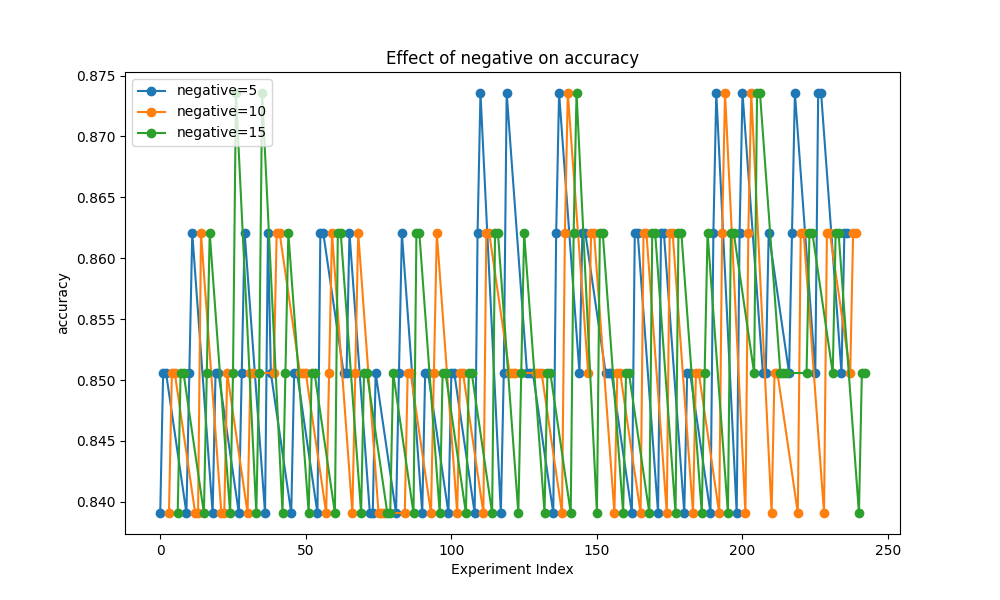 Effect of negative on accuracy
negative=5
negative=10
negative=15
0.875
0.870
0.865
0.860
0.855
0.850
0.845
0.840
accuracy
0 50 100 150 200 250
Experiment Index